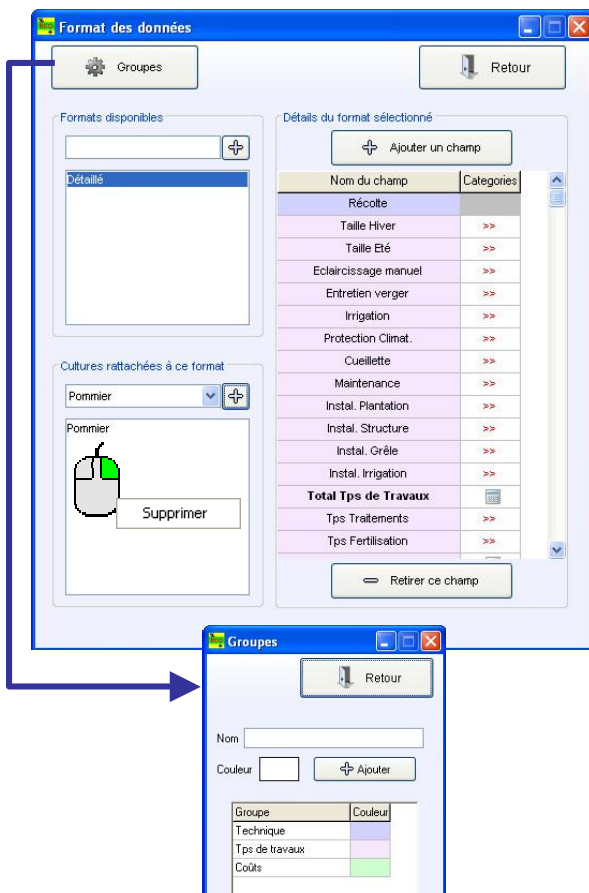 Format des données
Groupes
Retour
Formats disponibles
Détaillé
Cultures rattachées à ce format
Pommier
Pommier
Supprimer
Détails du format sélectionné
Ajouter un champ
Nom du champ Categories
Récolte
Taille Hiver >>
Taille Eté >>
Eclaircissage manuel >>
Entretien verger >>
Irrigation >>
Protection Climat. >>
Cueillette >>
Maintenance >>
Instal. Plantation >>
Instal. Structure >>
Instal. Grêle >>
Instal. Irrigation >>
Total Tps de Travaux
Tps Traitements >>
Tps Fertilisation >>
Retirer ce champ
Groupes
Retour
Nom
Couleur
Ajouter
Groupe Couleur
Technique
Tps de travaux
Coûts